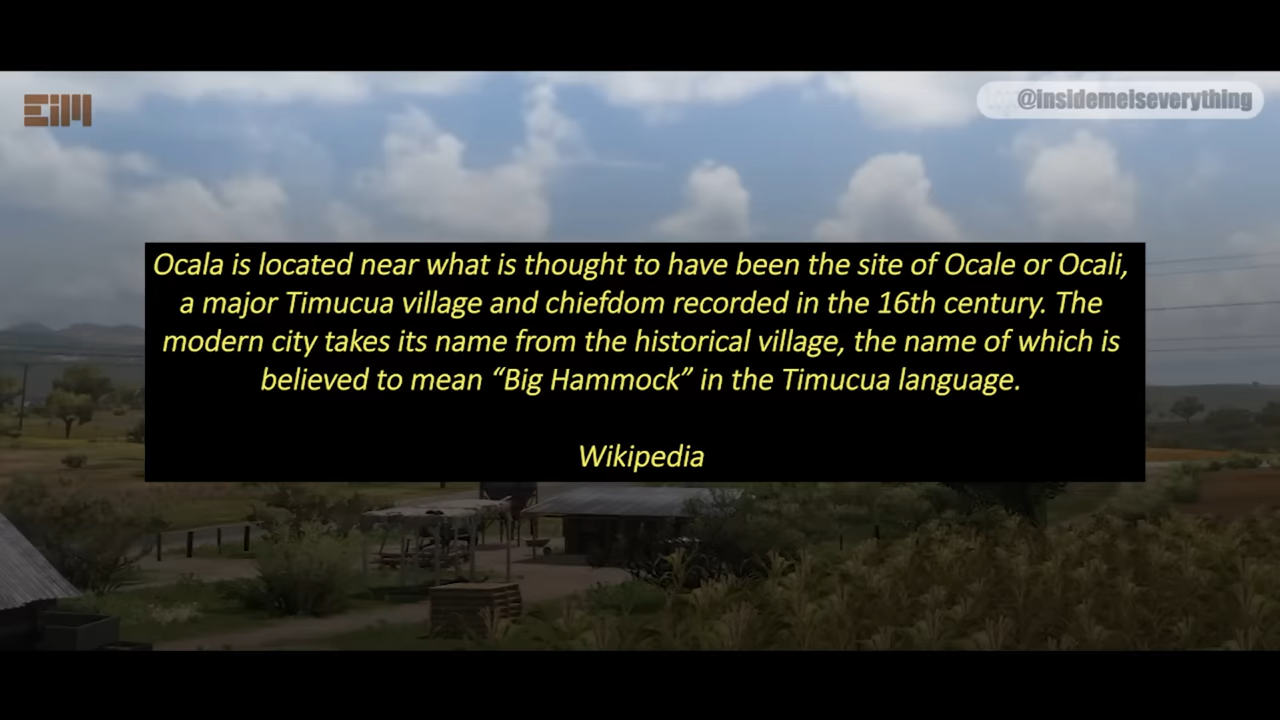 EiM
@insidemeiseverything
Ocala is located near what is thought to have been the site of Ocale or Ocali,
a major Timucua village and chiefdom recorded in the 16th century. The
modern city takes its name from the historical village, the name of which is
believed to mean “Big Hammock” in the Timucua language.
Wikipedia